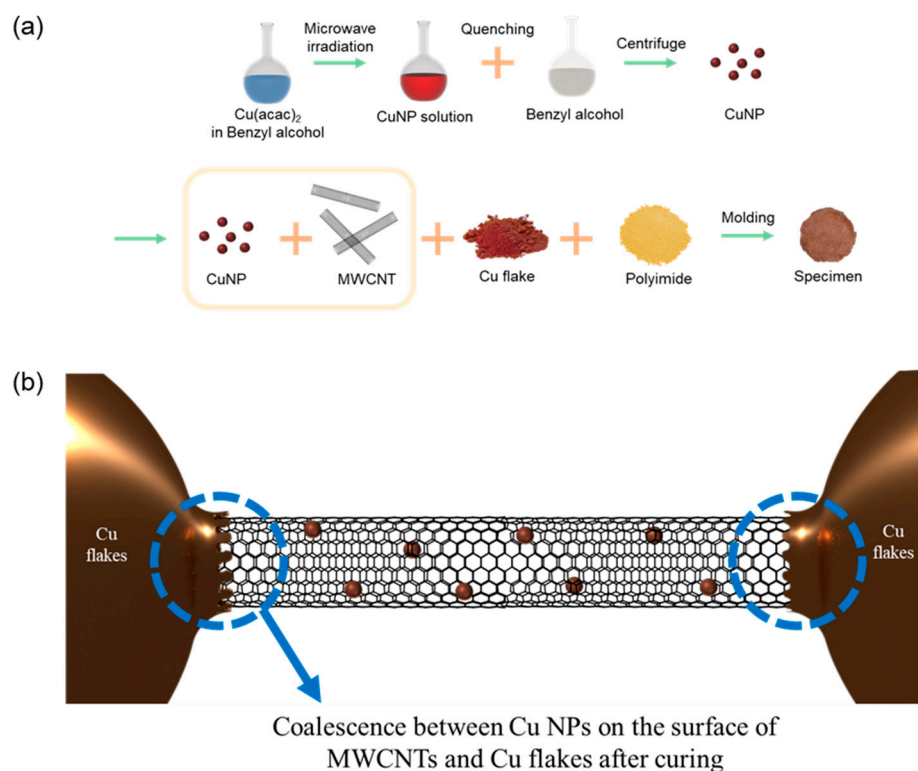 (a)
Microwave
irradiation
Quenching
Centrifuge
Cu(acac)₂
in Benzyl alcohol
CuNP solution
Benzyl alcohol
CuNP
Molding
CuNP
MWCNT
Cu flake
Polyimide
Specimen
(b)
Cu
flakes
Cu
flakes
Coalescence between Cu NPs on the surface of
MWCNTs and Cu flakes after curing